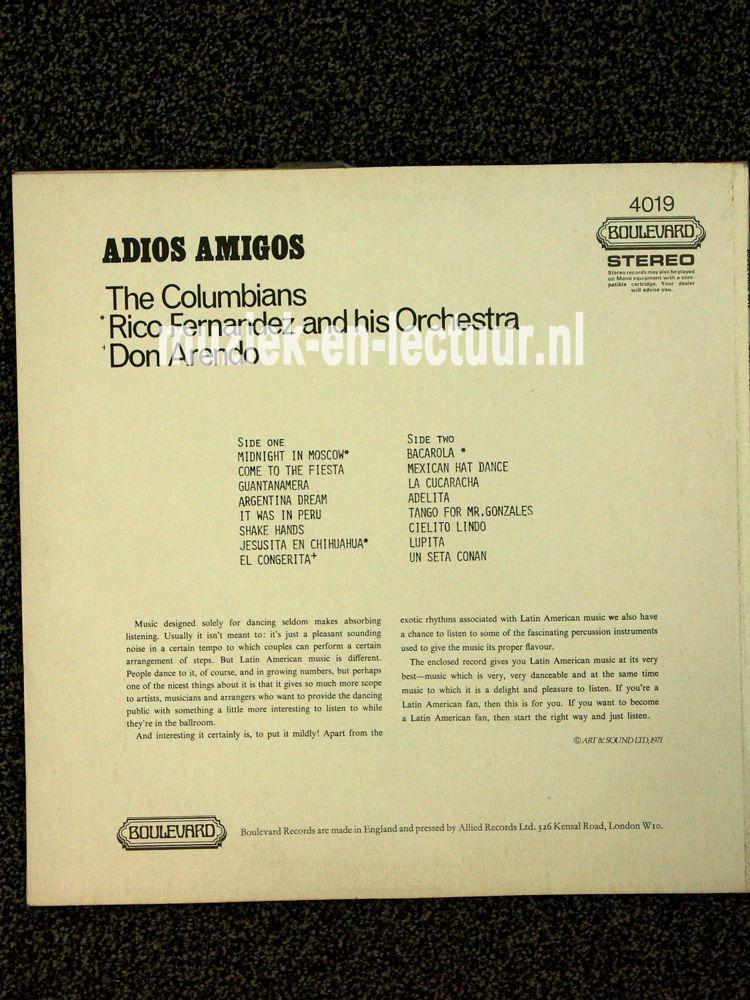 4019
BOULEVARD
STEREO
Stereo records may also be played
on Mono equipment with a com-
patible cartridge. Your dealer
will advise you.
ADIOS AMIGOS
The Columbians
*Rico Fernandez and his Orchestra
+Don Arendo
muziek-en-lectuur.nl
SIDE ONE
MIDNIGHT IN MOSCOW*
COME TO THE FIESTA
GUANTANAMERA
ARGENTINA DREAM
IT WAS IN PERU
SHAKE HANDS
JESUSITA EN CHIHUAHUA*
EL CONGERITA+
SIDE TWO
BACAROLA *
MEXICAN HAT DANCE
LA CUCARACHA
ADELITA
TANGO FOR MR.GONZALES
CIELITO LINDO
LUPITA
UN SETA CONAN
Music designed solely for dancing seldom makes absorbing
listening. Usually it isn't meant to: it's just a pleasant sounding
noise in a certain tempo to which couples can perform a certain
arrangement of steps. But Latin American music is different.
People dance to it, of course, and in growing numbers, but perhaps
one of the nicest things about it is that it gives so much more scope
to artists, musicians and arrangers who want to provide the dancing
public with something a little more interesting to listen to while
they're in the ballroom.
And interesting it certainly is, to put it mildly! Apart from the
exotic rhythms associated with Latin American music we also have
a chance to listen to some of the fascinating percussion instruments
used to give the music its proper flavour.
The enclosed record gives you Latin American music at its very
best—music which is very, very danceable and at the same time
music to which it is a delight and pleasure to listen. If you're a
Latin American fan, then this is for you. If you want to become
a Latin American fan, then start the right way and just listen.
© ART & SOUND LTD, 1971
BOULEVARD
Boulevard Records are made in England and pressed by Allied Records Ltd. 326 Kensal Road, London W10.